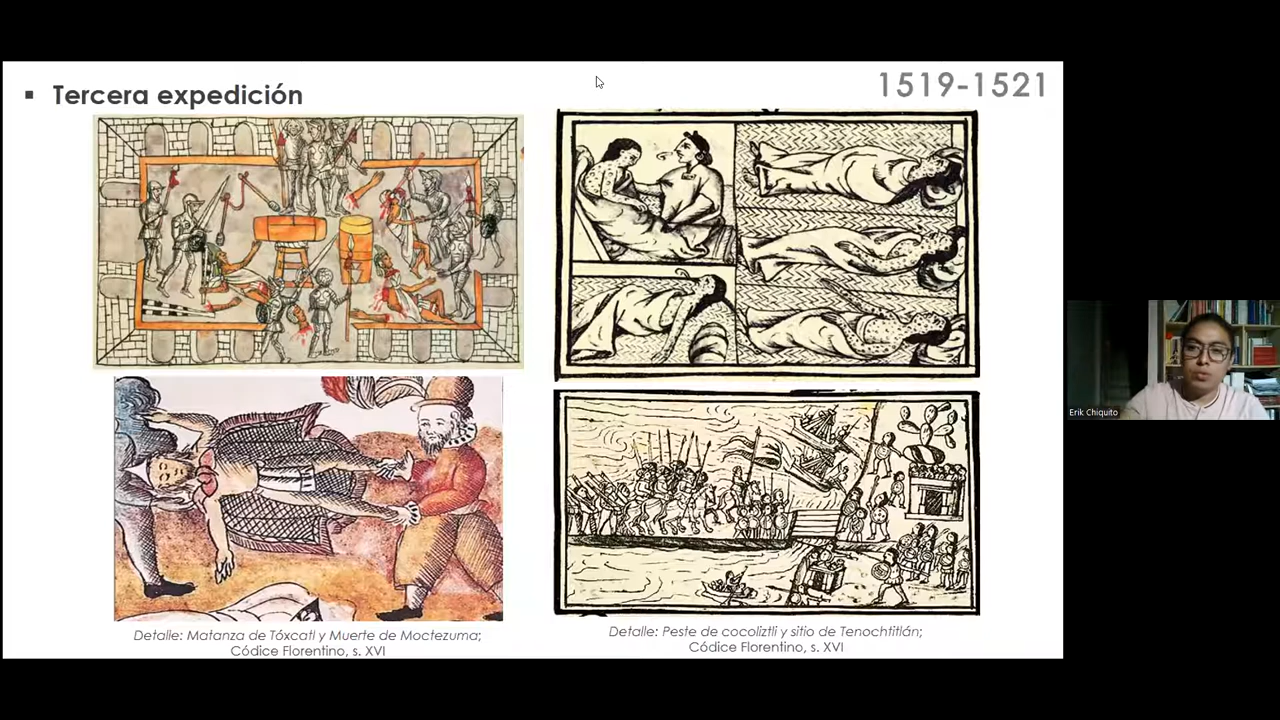 ▪ Tercera expedición
1519-1521
Detalle: Matanza de Tóxcatl y Muerte de Moctezuma;
Códice Florentino, s. XVI
Detalle: Peste de cocoliztli y sitio de Tenochtitlán;
Códice Florentino, s. XVI
Erik Chiquito